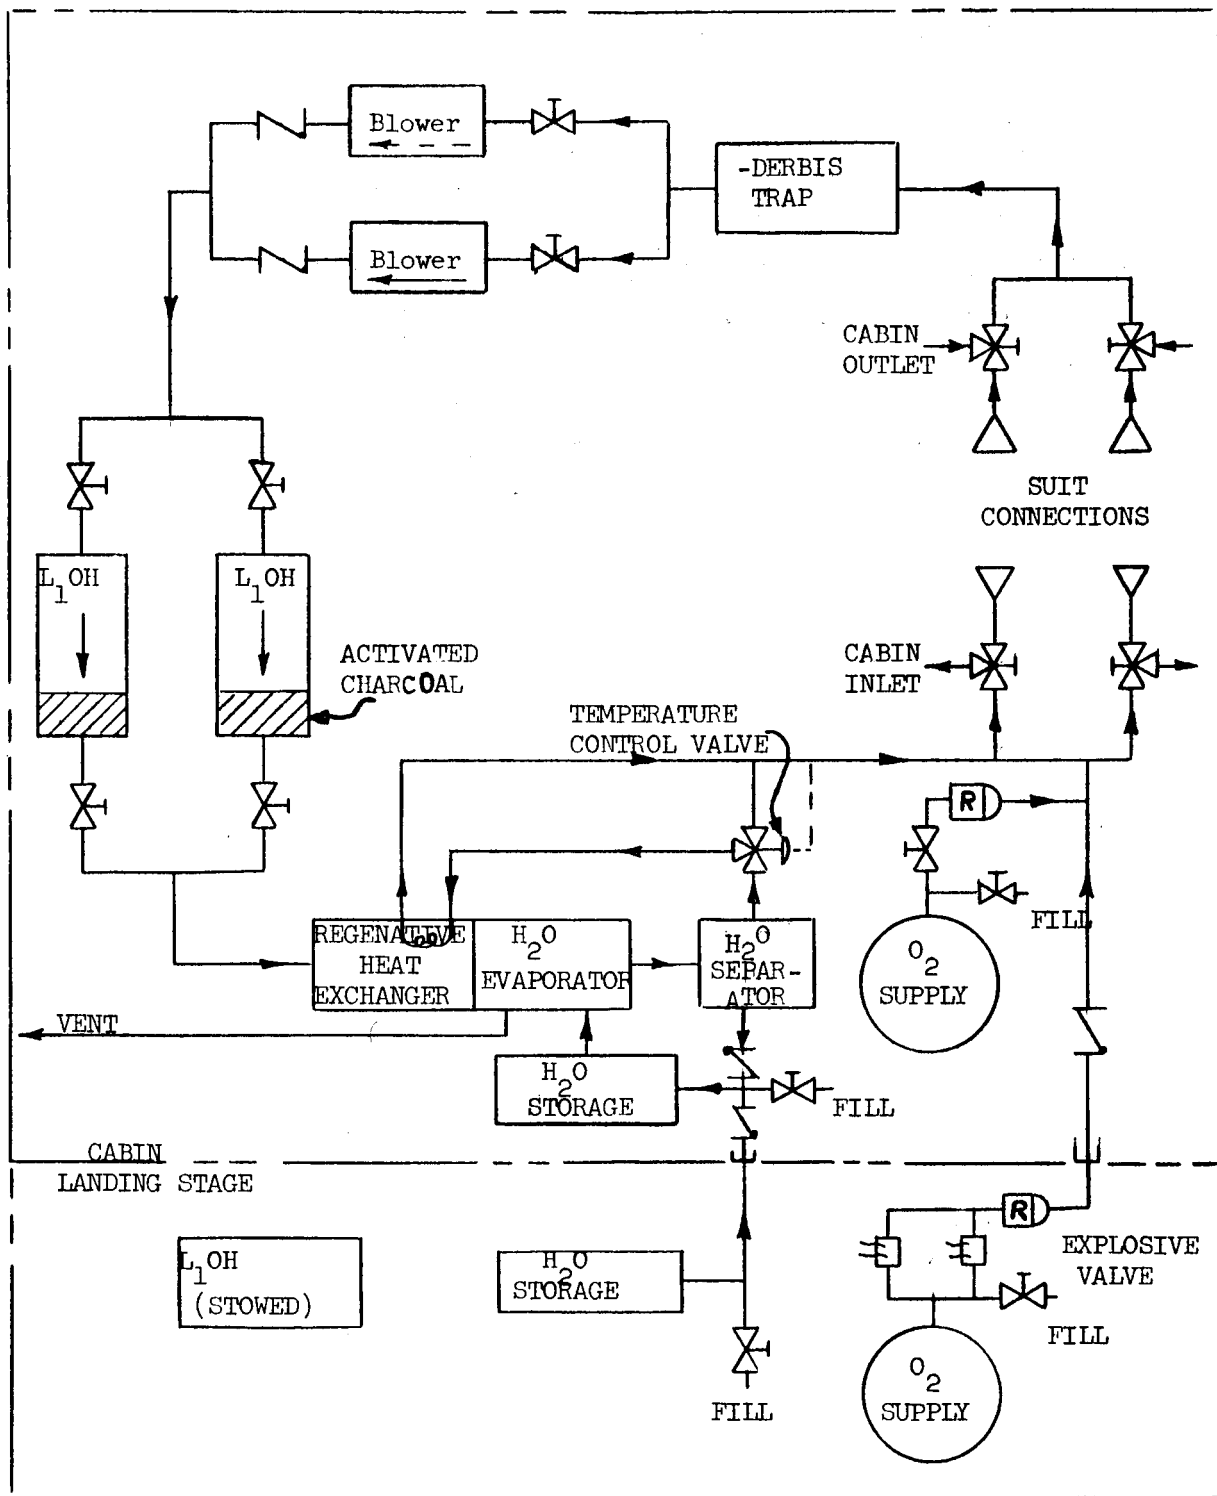 Blower
-DERBIS
TRAP
Blower
CABIN
OUTLET
SUIT
CONNECTIONS
L1OH
L1OH
ACTIVATED
CHARCOAL
CABIN
INLET
TEMPERATURE
CONTROL VALVE
R
FILL
REGENATIVE
HEAT
EXCHANGER
H2O
EVAPORATOR
H2O
SEPAR-
ATOR
O2
SUPPLY
VENT
H2O
STORAGE
FILL
CABIN
LANDING STAGE
R
EXPLOSIVE
VALVE
L1OH
(STOWED)
H2O
STORAGE
FILL
O2
SUPPLY
FILL